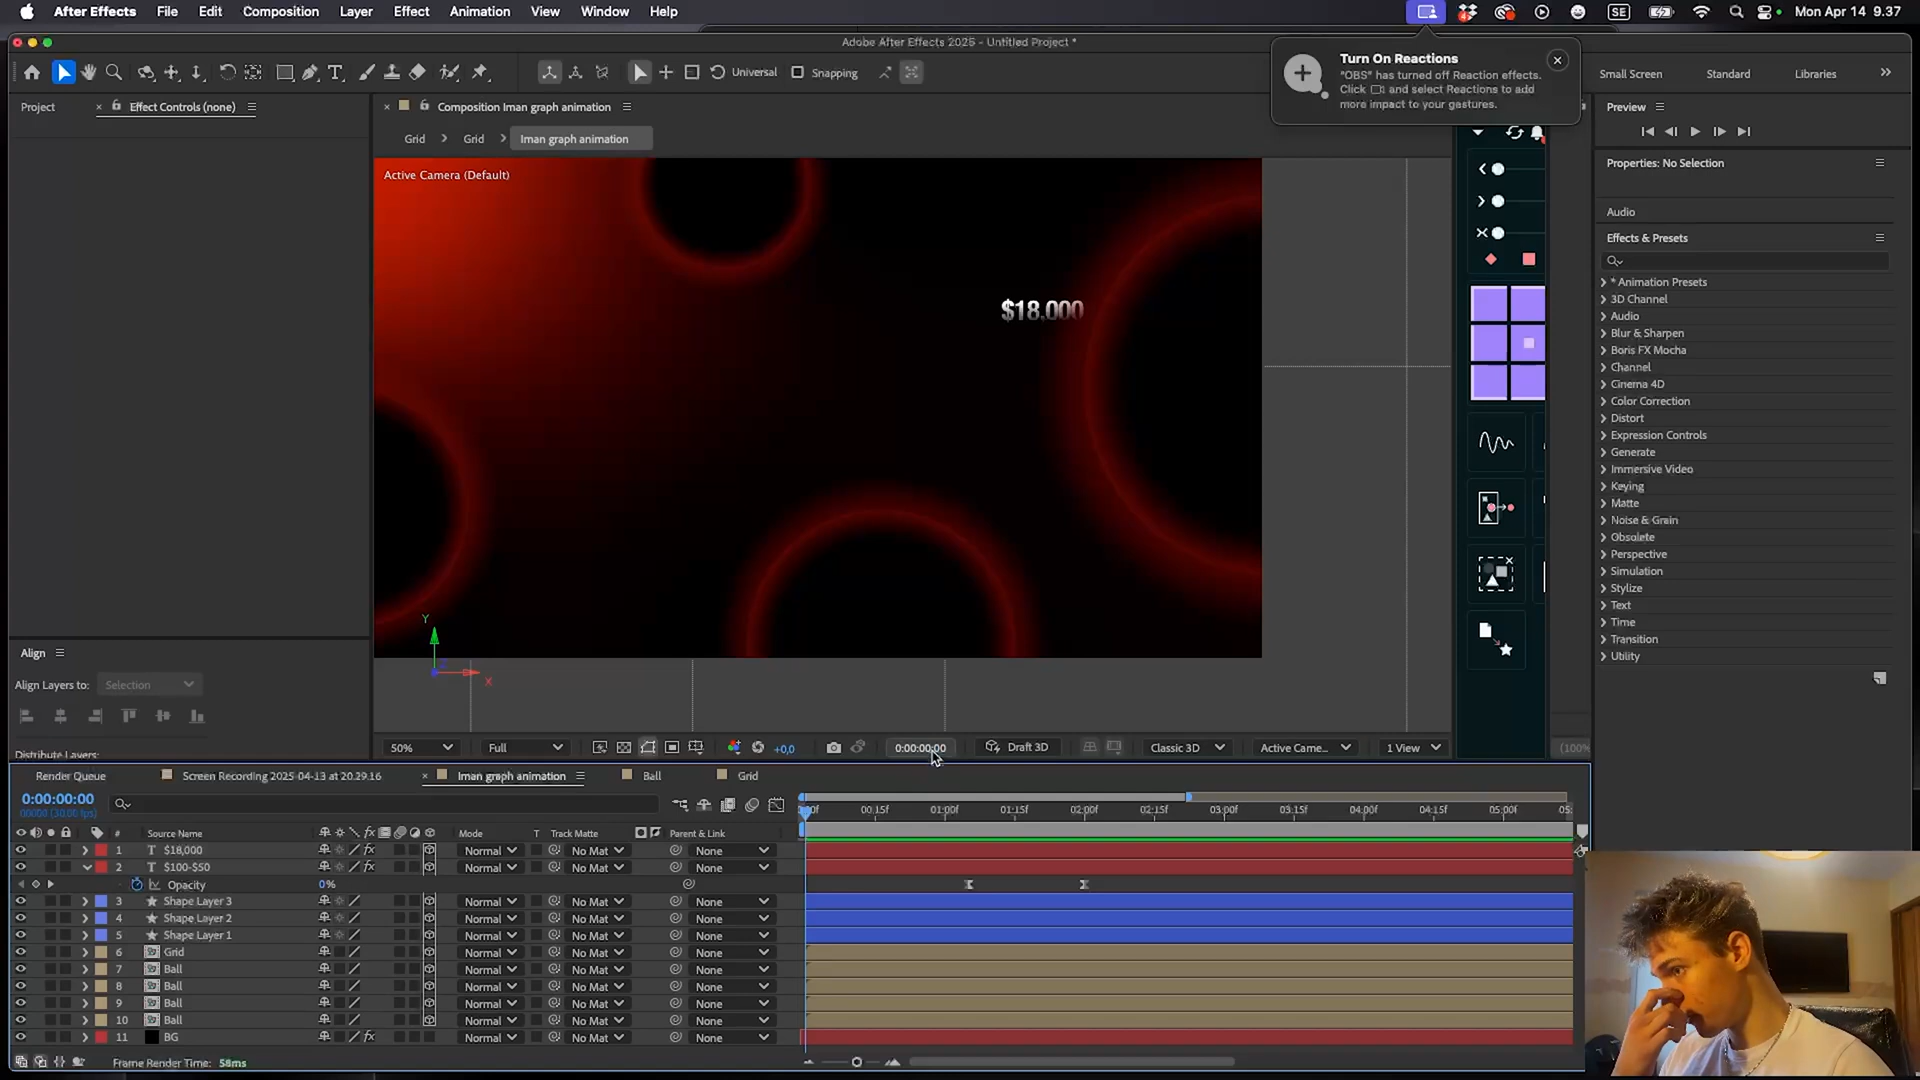 After Effects File Edit Composition Layer Effect Animation View Window Help SE Mon Apr 14 9.37
Adobe After Effects 2025 - Untitled Project *
Turn On Reactions
"OBS" has turned off Reaction effects.
Click and select Reactions to add
more impact to your gestures.
Universal Snapping Small Screen Standard Libraries
Project Effect Controls (none) Composition Iman graph animation Preview
Grid Grid Iman graph animation
Properties: No Selection
Active Camera (Default)
Audio
Effects & Presets
* Animation Presets
3D Channel
$18.000
Audio
Blur & Sharpen
Boris FX Mocha
Channel
Cinema 4D
Color Correction
Distort
Expression Controls
Generate
Immersive Video
Keying
Matte
Noise & Grain
Obsolete
Perspective
Simulation
Stylize
Text
Time
Transition
Utility
Y
X
Align
Align Layers to: Selection
Distribute Layers:
50% Full +0,0 0:00:00:00 Draft 3D Classic 3D Active Came... 1 View (100%
Render Queue Screen Recording 2025-04-13 at 20.29.16 Iman graph animation Ball Grid
0:00:00:00
00000 (30.00 fps)
00:15f 01:00f 01:15f 02:00f 02:15f 03:00f 03:15f 04:00f 04:15f 05:00f
# Source Name Mode T Track Matte Parent & Link
1 T $18,000 Normal No Mat None
2 T $100-$50 Normal No Mat None
Opacity 0%
3 Shape Layer 3 Normal No Mat None
4 Shape Layer 2 Normal No Mat None
5 Shape Layer 1 Normal No Mat None
6 Grid Normal No Mat None
7 Ball Normal No Mat None
8 Ball Normal No Mat None
9 Ball Normal No Mat None
10 Ball Normal No Mat None
11 BG Normal No Mat None
Frame Render Time: 58ms